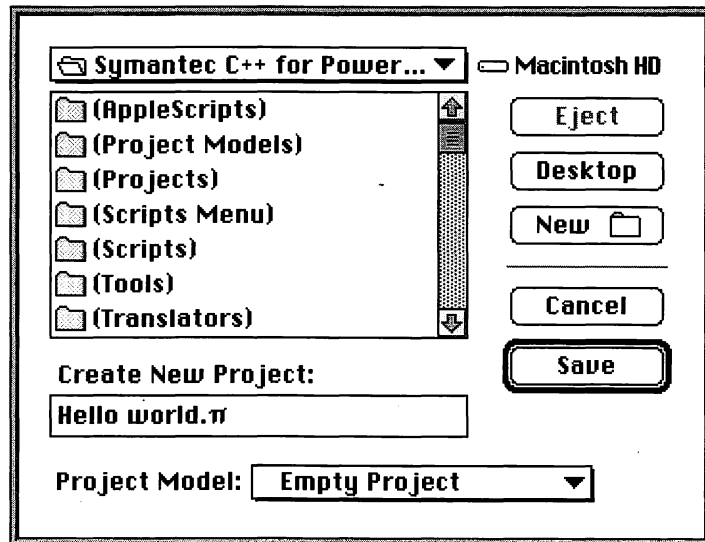 Symantec C++ for Power...
Macintosh HD
(AppleScripts)
(Project Models)
(Projects)
(Scripts Menu)
(Scripts)
(Tools)
(Translators)
Eject
Desktop
New
Cancel
Save
Create New Project:
Hello world.π
Project Model: Empty Project